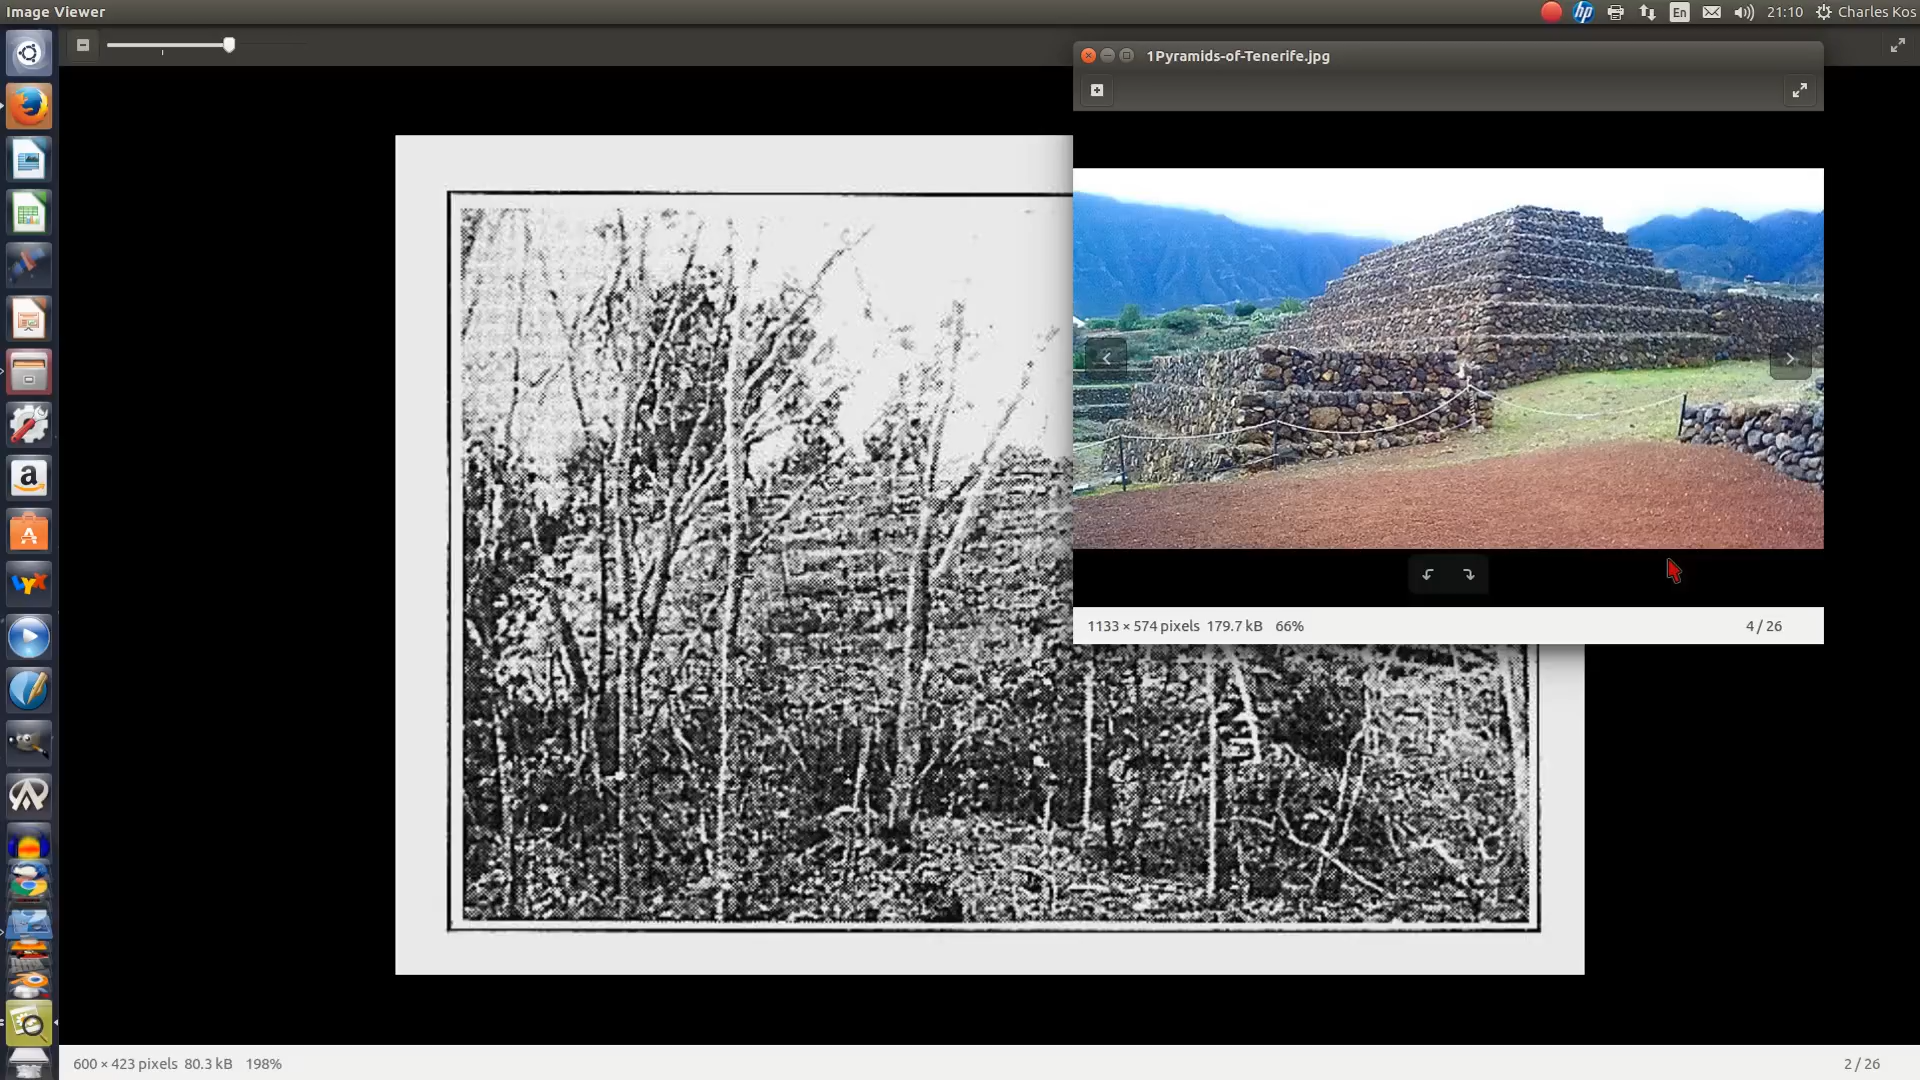 Image Viewer
En
21:10
Charles Kos
1Pyramids-of-Tenerife.jpg
1133 × 574 pixels 179.7 kB 66%
4 / 26
600 × 423 pixels 80.3 kB 198%
2 / 26